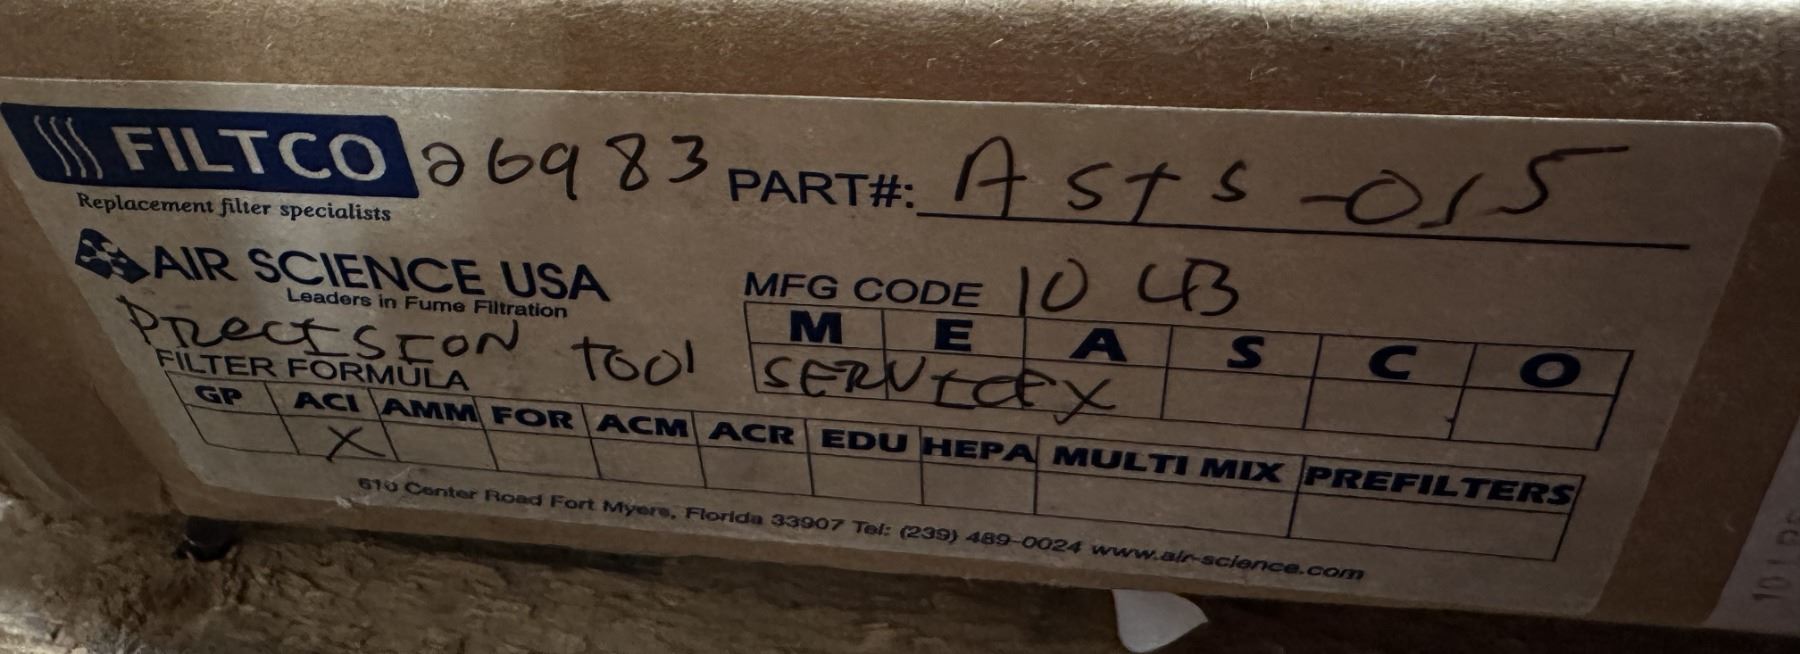 FILTCO 26983 PART#: ASTS-015
Replacement filter specialists
AIR SCIENCE USA
Leaders in Fume Filtration
MFG CODE 10 CB
PRECISION TOOL SERVICE X
M E A S C O
FILTER FORMULA
GP ACI AMM FOR ACM ACR EDU HEPA MULTI MIX PREFILTERS
X
610 Center Road Fort Myers, Florida 33907 Tel: (239) 489-0024 www.air-science.com